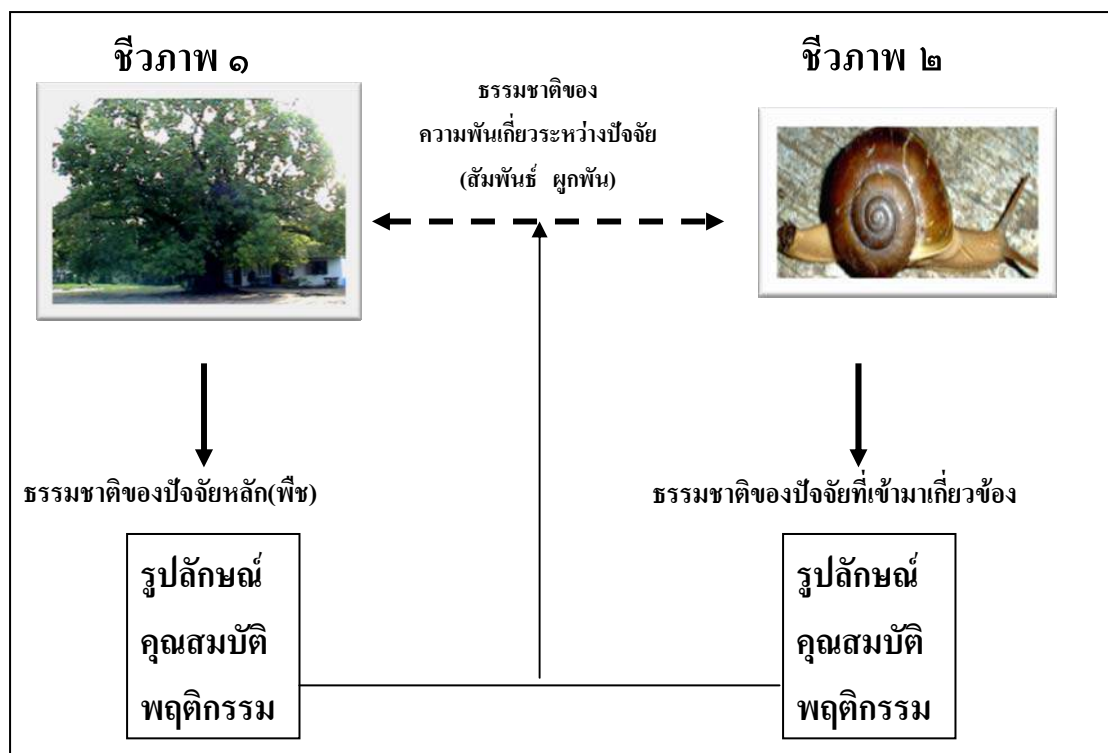 ชีวภาพ ๑
ชีวภาพ ๒
ธรรมชาติของ
ความพันเกี่ยวระหว่างปัจจัย
(สัมพันธ์ ผูกพัน)
ธรรมชาติของปัจจัยหลัก(พืช)
ธรรมชาติของปัจจัยที่เข้ามาเกี่ยวข้อง
รูปลักษณ์
คุณสมบัติ
พฤติกรรม
รูปลักษณ์
คุณสมบัติ
พฤติกรรม